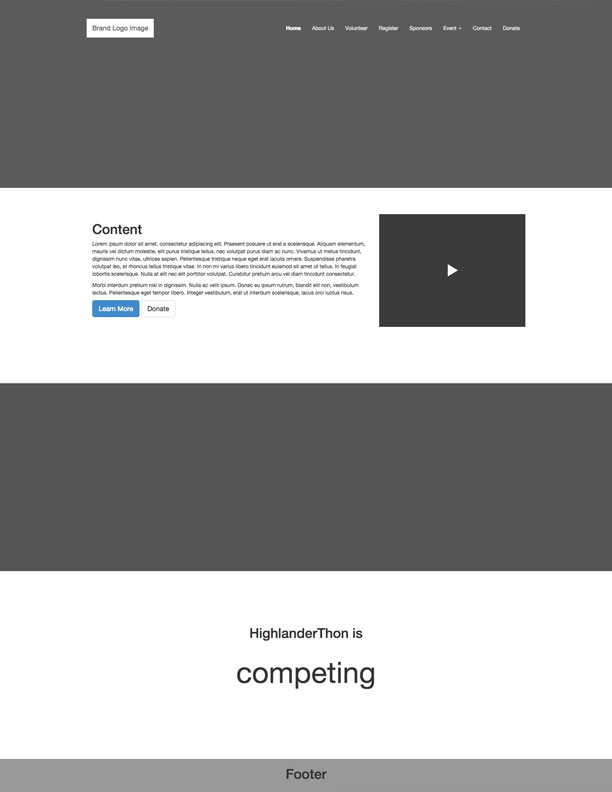 Brand Logo Image
Home About Us Volunteer Register Sponsors Event Contact Donate
Content
Lorem ipsum dolor sit amet, consectetur adipiscing elit. Praesent posuere ut erat a scelerisque. Aliquam elementum,
mauris vel dictum molestie, elit purus tristique tellus, nec volutpat purus diam ac nunc. Vivamus ut metus tincidunt,
dignissim nunc vitae, ultrices sapien. Pellentesque tristique neque eget erat iaculis ornare. Suspendisse pharetra
volutpat leo, et rhoncus tellus tristique vitae. In non mi varius libero tincidunt euismod sit amet ut tellus. In feugiat
lobortis scelerisque. Nulla at elit nec elit porttitor volutpat. Curabitur pretium arcu vel diam tincidunt consectetur.
Morbi interdum pretium nisl in dignissim. Nulla ac velit ipsum. Donec eu ipsum rutrum, blandit elit non, vestibulum
lectus. Pellentesque eget tempor libero. Integer vestibulum, erat ut interdum scelerisque, lacus orci luctus risus.
Learn More Donate
HighlanderThon is
competing
Footer